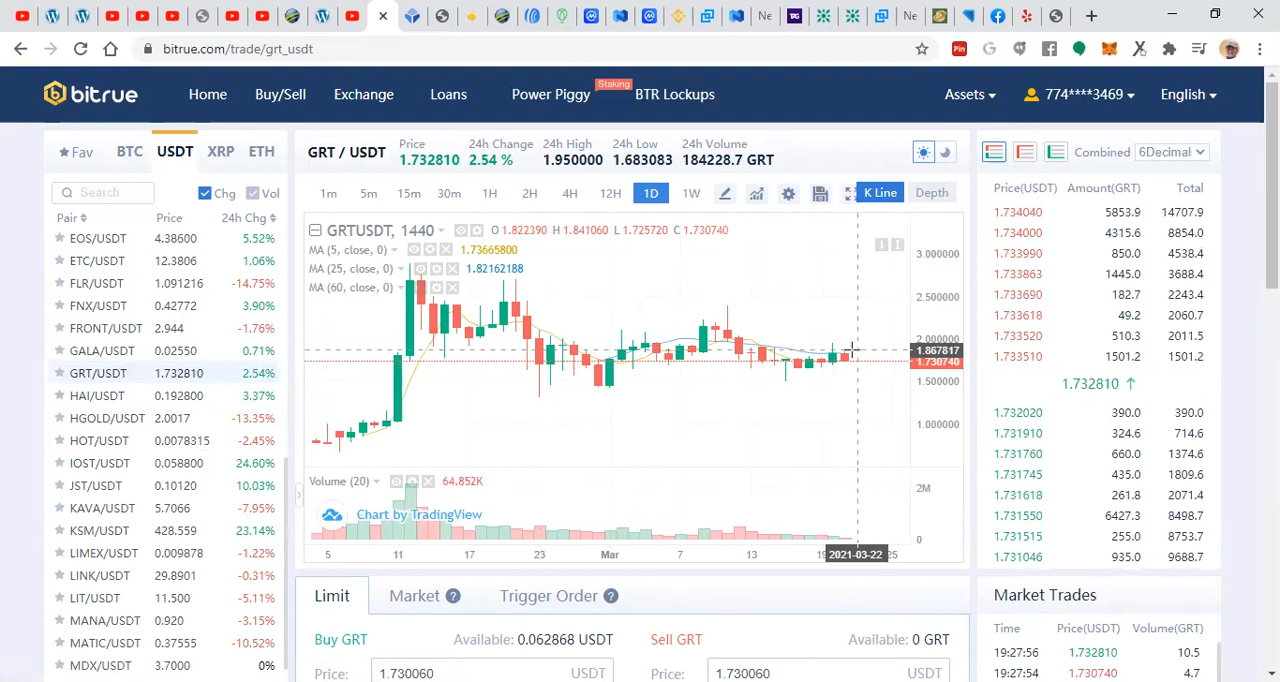 Ne
TG
Ne
bitrue.com/trade/grt_usdt
Pin
bitrue
Home
Buy/Sell
Exchange
Loans
Power Piggy
Staking
BTR Lockups
Assets
774****3469
English
Fav BTC USDT XRP ETH
Search
Chg Vol
Pair Price 24h Chg
EOS/USDT 4.38600 5.52%
ETC/USDT 12.3806 1.06%
FLR/USDT 1.091216 -14.75%
FNX/USDT 0.42772 3.90%
FRONT/USDT 2.944 -1.76%
GALA/USDT 0.02550 0.71%
GRT/USDT 1.732810 2.54%
HAI/USDT 0.192800 3.37%
HGOLD/USDT 2.0017 -13.35%
HOT/USDT 0.0078315 -2.45%
IOST/USDT 0.058800 24.60%
JST/USDT 0.10120 10.03%
KAVA/USDT 5.7066 -7.95%
KSM/USDT 428.559 23.14%
LIMEX/USDT 0.009878 -1.22%
LINK/USDT 29.8901 -0.31%
LIT/USDT 11.500 -5.11%
MANA/USDT 0.920 -3.15%
MATIC/USDT 0.37555 -10.52%
MDX/USDT 3.7000 0%
GRT / USDT
Price 24h Change 24h High 24h Low 24h Volume
1.732810 2.54 % 1.950000 1.683083 184228.7 GRT
1m 5m 15m 30m 1H 2H 4H 12H 1D 1W
K Line Depth
GRTUSDT, 1440 O 1.822390 H 1.841060 L 1.725720 C 1.730740
MA (5, close, 0) 1.73665800
MA (25, close, 0) 1.82162188
MA (60, close, 0)
3.000000
2.500000
2.000000
1.867817
1.730740
1.500000
1.000000
Volume (20) 64.852K
2M
0
Chart by TradingView
5 11 17 23 Mar 7 13 19 2021-03-22 25
Limit Market ? Trigger Order ?
Buy GRT Available: 0.062868 USDT
Price: 1.730060 USDT
Sell GRT Available: 0 GRT
Price: 1.730060 USDT
Combined 6Decimal
Price(USDT) Amount(GRT) Total
1.734040 5853.9 14707.9
1.734000 4315.6 8854.0
1.733990 850.0 4538.4
1.733863 1445.0 3688.4
1.733690 182.7 2243.4
1.733618 49.2 2060.7
1.733520 510.3 2011.5
1.733510 1501.2 1501.2
1.732810 ↑
1.732020 390.0 390.0
1.731910 324.6 714.6
1.731760 660.0 1374.6
1.731745 435.0 1809.6
1.731618 261.8 2071.4
1.731550 6427.3 8498.7
1.731515 255.0 8753.7
1.731046 935.0 9688.7
Market Trades
Time Price(USDT) Volume(GRT)
19:27:56 1.732810 10.5
19:27:54 1.730740 4.7